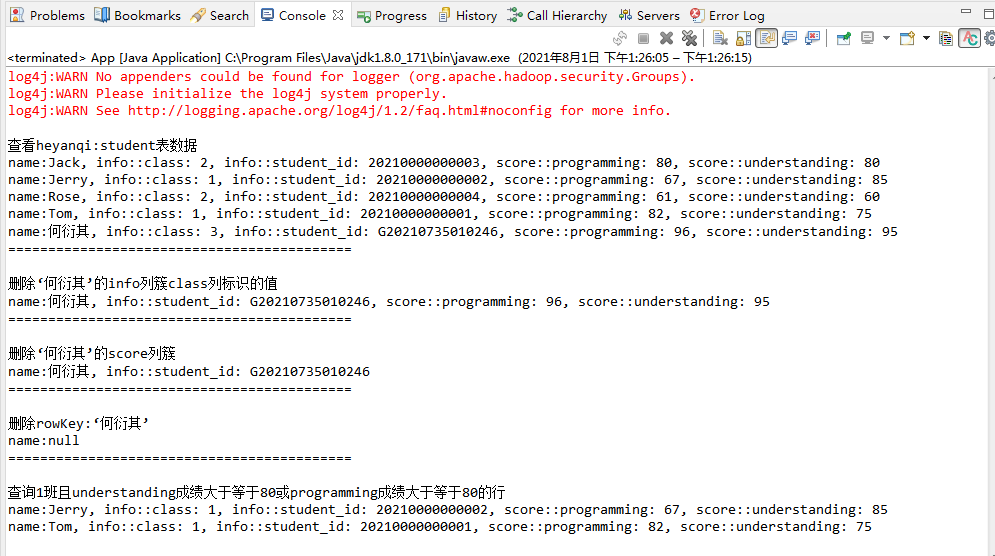 Problems Bookmarks Search Console Progress History Call Hierarchy Servers Error Log
<terminated> App [Java Application] C:\Program Files\Java\jdk1.8.0_171\bin\javaw.exe (2021年8月1日 下午1:26:05 – 下午1:26:15)
log4j:WARN No appenders could be found for logger (org.apache.hadoop.security.Groups).
log4j:WARN Please initialize the log4j system properly.
log4j:WARN See http://logging.apache.org/log4j/1.2/faq.html#noconfig for more info.
查看heyanqi:student表数据
name:Jack, info::class: 2, info::student_id: 20210000000003, score::programming: 80, score::understanding: 80
name:Jerry, info::class: 1, info::student_id: 20210000000002, score::programming: 67, score::understanding: 85
name:Rose, info::class: 2, info::student_id: 20210000000004, score::programming: 61, score::understanding: 60
name:Tom, info::class: 1, info::student_id: 20210000000001, score::programming: 82, score::understanding: 75
name:何衍其, info::class: 3, info::student_id: G20210735010246, score::programming: 96, score::understanding: 95
===========================================
删除‘何衍其’的info列簇class列标识的值
name:何衍其, info::student_id: G20210735010246, score::programming: 96, score::understanding: 95
===========================================
删除‘何衍其’的score列簇
name:何衍其, info::student_id: G20210735010246
===========================================
删除rowKey:‘何衍其’
name:null
===========================================
查询1班且understanding成绩大于等于80或programming成绩大于等于80的行
name:Jerry, info::class: 1, info::student_id: 20210000000002, score::programming: 67, score::understanding: 85
name:Tom, info::class: 1, info::student_id: 20210000000001, score::programming: 82, score::understanding: 75